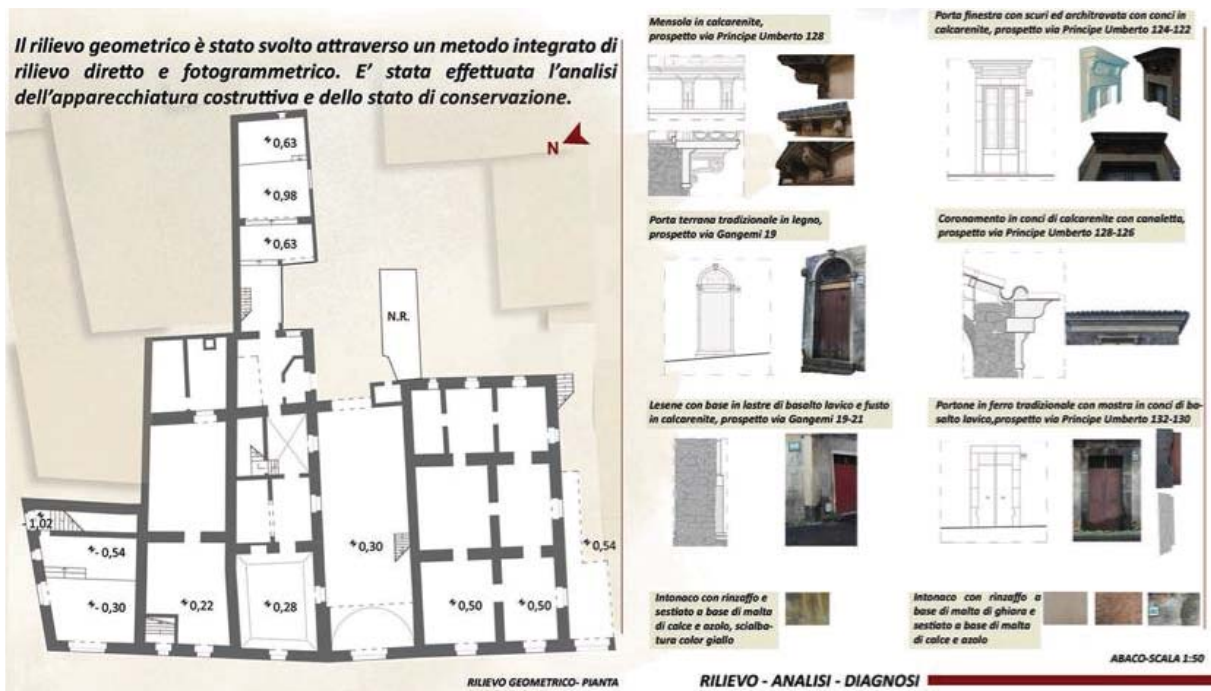 Il rilievo geometrico è stato svolto attraverso un metodo integrato di
rilievo diretto e fotogrammetrico. E' stata effettuata l'analisi
dell'apparecchiatura costruttiva e dello stato di conservazione.
N
0,63
0,98
0,63
N.R.
- 1,02
- 0,54
- 0,30
0,22
0,28
0,30
0,50
0,50
0,54
RILIEVO GEOMETRICO- PIANTA
Mensola in calcarenite,
prospetto via Principe Umberto 128
Porta finestra con scuri ed architravata con conci in
calcarenite, prospetto via Principe Umberto 124-122
Porta terrana tradizionale in legno,
prospetto via Gangemi 19
Coronamento in conci di calcarenite con canaletta,
prospetto via Principe Umberto 128-126
Lesene con base in lastre di basalto lavico e fusto
in calcarenite, prospetto via Gangemi 19-21
Portone in ferro tradizionale con mostra in conci di ba-
salto lavico,prospetto via Principe Umberto 132-130
Intonaco con rinzaffo e
sestiato a base di malta
di calce e azolo, scialba-
tura color giallo
Intonaco con rinzaffo a
base di malta di ghiara e
sestiato a base di malta
di calce e azolo
ABACO-SCALA 1:50
RILIEVO - ANALISI - DIAGNOSI